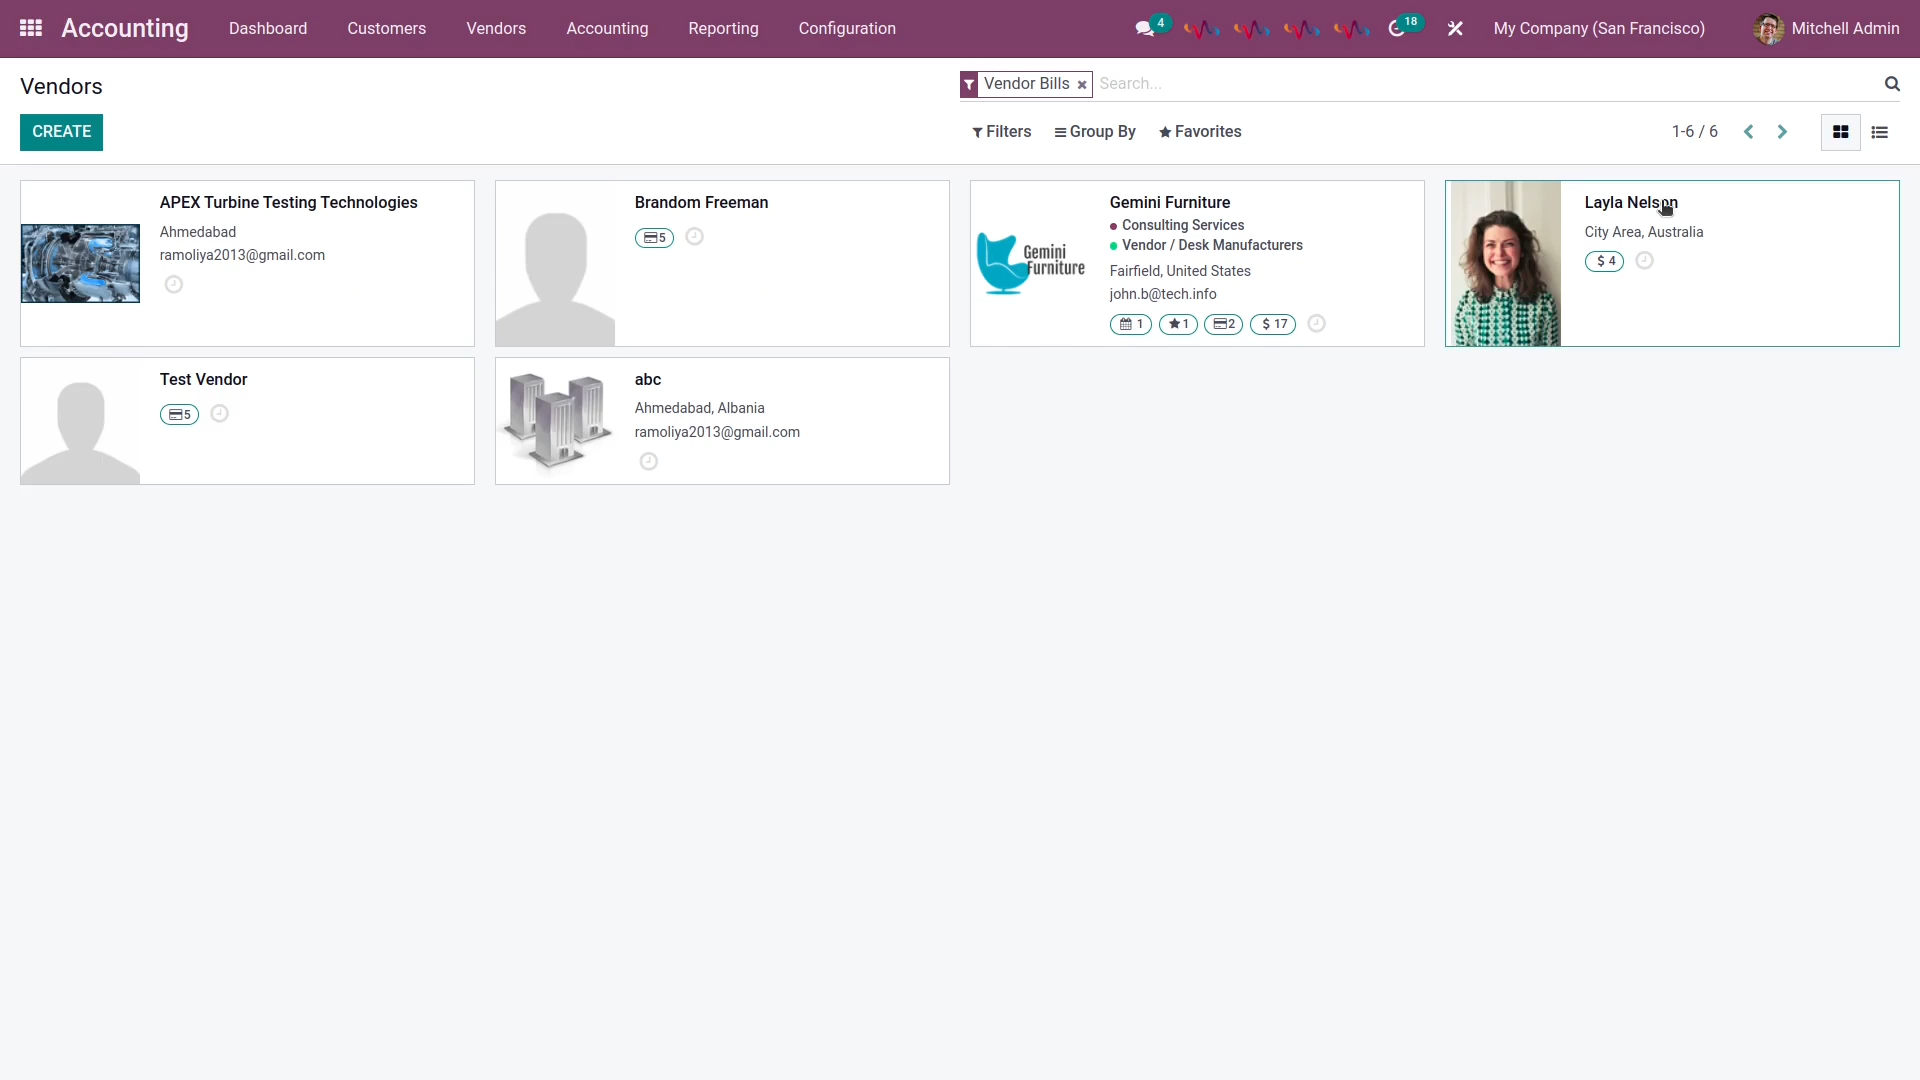 Accounting Dashboard Customers Vendors Accounting Reporting Configuration 4 18 My Company (San Francisco) Mitchell Admin
Vendors
Vendor Bills Search...
CREATE
Filters Group By Favorites 1-6 / 6
APEX Turbine Testing Technologies
Ahmedabad
ramoliya2013@gmail.com
Brandom Freeman
5
Gemini Furniture
Gemini Furniture
Consulting Services
Vendor / Desk Manufacturers
Fairfield, United States
john.b@tech.info
1 1 2 $ 17
Layla Nelson
City Area, Australia
$ 4
Test Vendor
5
abc
Ahmedabad, Albania
ramoliya2013@gmail.com